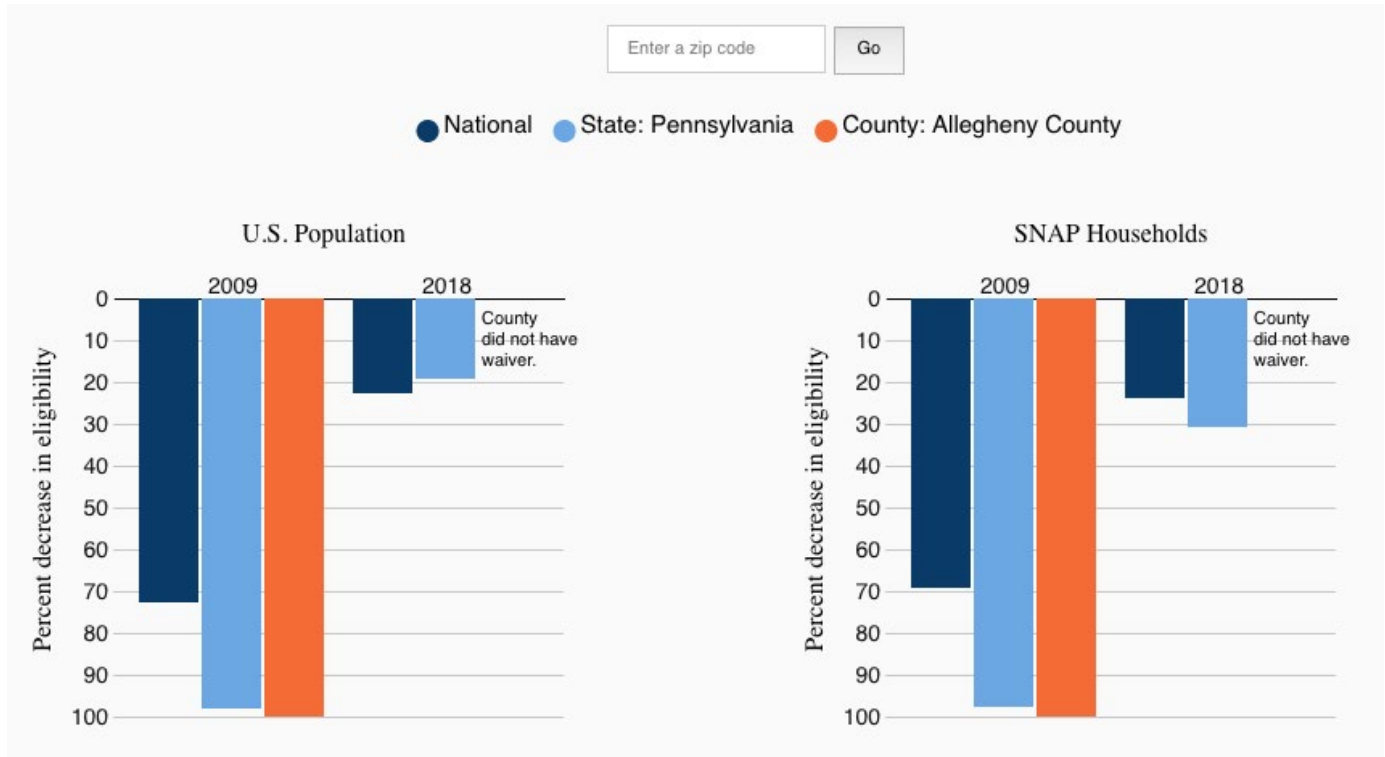 Enter a zip code
Go
National
State: Pennsylvania
County: Allegheny County
U.S. Population
2009
2018
Percent decrease in eligibility
0
10
20
30
40
50
60
70
80
90
100
County
did not have
waiver.
SNAP Households
2009
2018
Percent decrease in eligibility
0
10
20
30
40
50
60
70
80
90
100
County
did not have
waiver.